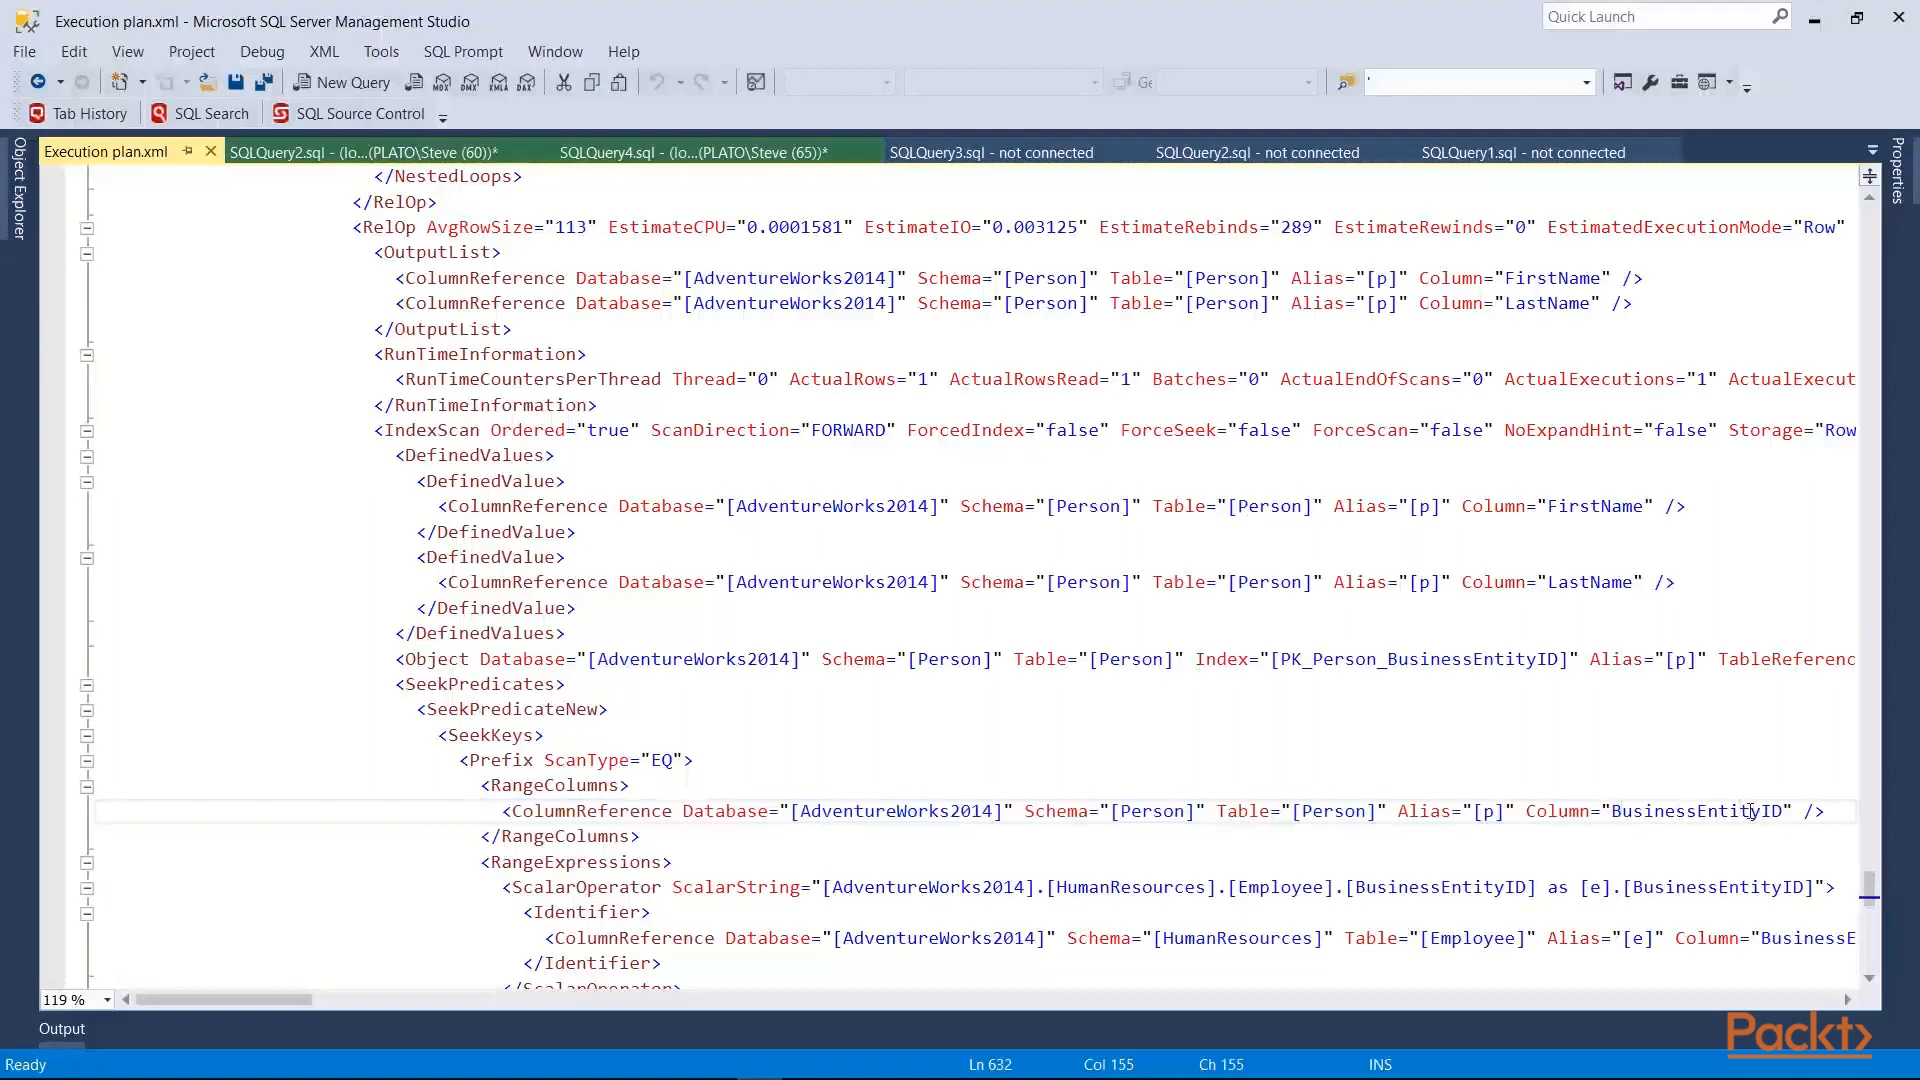 Execution plan.xml - Microsoft SQL Server Management Studio
Quick Launch
File Edit View Project Debug XML Tools SQL Prompt Window Help
New Query MDX DMX XMLA DAX Ge '
Tab History SQL Search SQL Source Control
Object Explorer
Properties
Execution plan.xml SQLQuery2.sql - (lo...(PLATO\Steve (60))* SQLQuery4.sql - (lo...(PLATO\Steve (65))* SQLQuery3.sql - not connected SQLQuery2.sql - not connected SQLQuery1.sql - not connected
</NestedLoops>
</RelOp>
<RelOp AvgRowSize="113" EstimateCPU="0.0001581" EstimateIO="0.003125" EstimateRebinds="289" EstimateRewinds="0" EstimatedExecutionMode="Row"
<OutputList>
<ColumnReference Database="[AdventureWorks2014]" Schema="[Person]" Table="[Person]" Alias="[p]" Column="FirstName" />
<ColumnReference Database="[AdventureWorks2014]" Schema="[Person]" Table="[Person]" Alias="[p]" Column="LastName" />
</OutputList>
<RunTimeInformation>
<RunTimeCountersPerThread Thread="0" ActualRows="1" ActualRowsRead="1" Batches="0" ActualEndOfScans="0" ActualExecutions="1" ActualExecut
</RunTimeInformation>
<IndexScan Ordered="true" ScanDirection="FORWARD" ForcedIndex="false" ForceSeek="false" ForceScan="false" NoExpandHint="false" Storage="Row
<DefinedValues>
<DefinedValue>
<ColumnReference Database="[AdventureWorks2014]" Schema="[Person]" Table="[Person]" Alias="[p]" Column="FirstName" />
</DefinedValue>
<DefinedValue>
<ColumnReference Database="[AdventureWorks2014]" Schema="[Person]" Table="[Person]" Alias="[p]" Column="LastName" />
</DefinedValue>
</DefinedValues>
<Object Database="[AdventureWorks2014]" Schema="[Person]" Table="[Person]" Index="[PK_Person_BusinessEntityID]" Alias="[p]" TableReferenc
<SeekPredicates>
<SeekPredicateNew>
<SeekKeys>
<Prefix ScanType="EQ">
<RangeColumns>
<ColumnReference Database="[AdventureWorks2014]" Schema="[Person]" Table="[Person]" Alias="[p]" Column="BusinessEntityID" />
</RangeColumns>
<RangeExpressions>
<ScalarOperator ScalarString="[AdventureWorks2014].[HumanResources].[Employee].[BusinessEntityID] as [e].[BusinessEntityID]">
<Identifier>
<ColumnReference Database="[AdventureWorks2014]" Schema="[HumanResources]" Table="[Employee]" Alias="[e]" Column="BusinessE
</Identifier>
</ScalarOperator>
119 %
Output
Packt>
Ready Ln 632 Col 155 Ch 155 INS